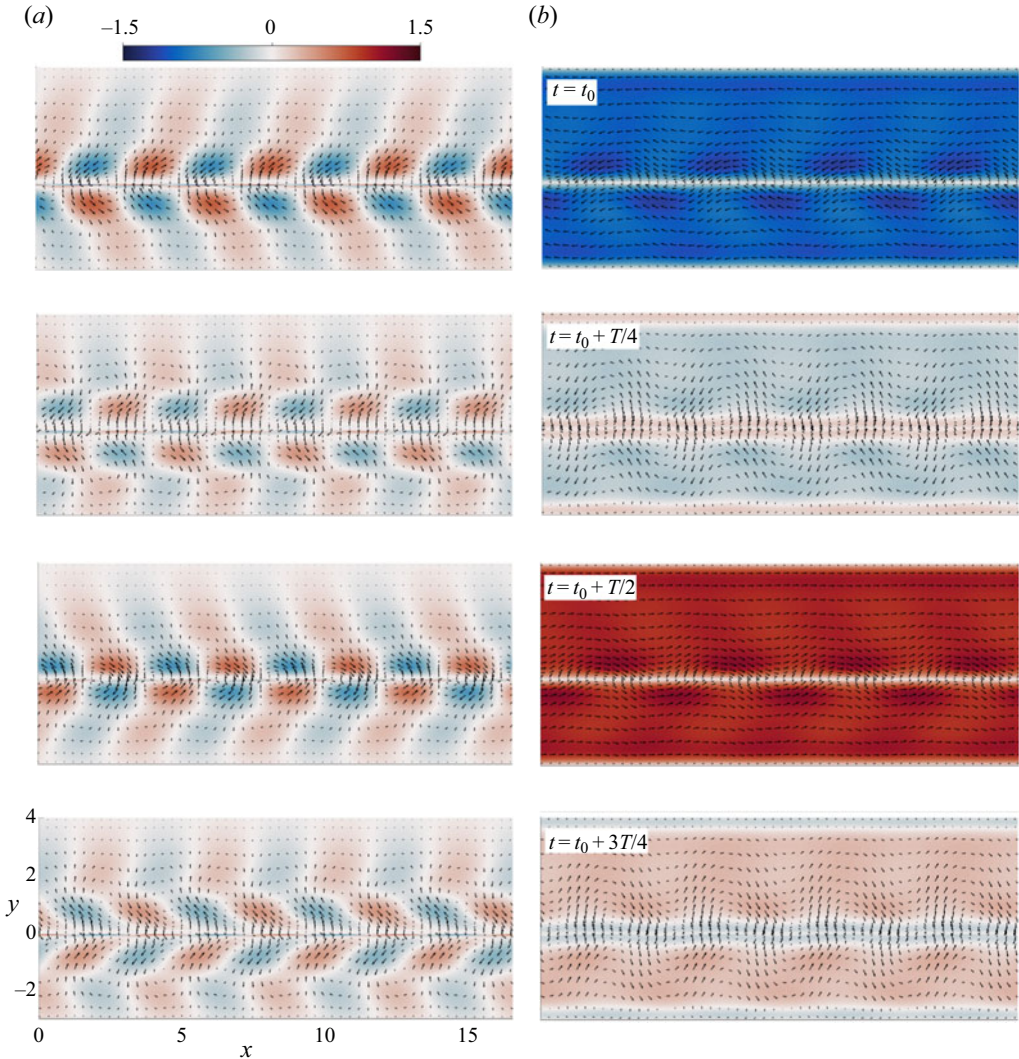 (a) (b)
–1.5 0 1.5
t = t0
t = t0 + T/4
t = t0 + T/2
t = t0 + 3T/4
4
2
y
0
–2
0 5 10 15
x